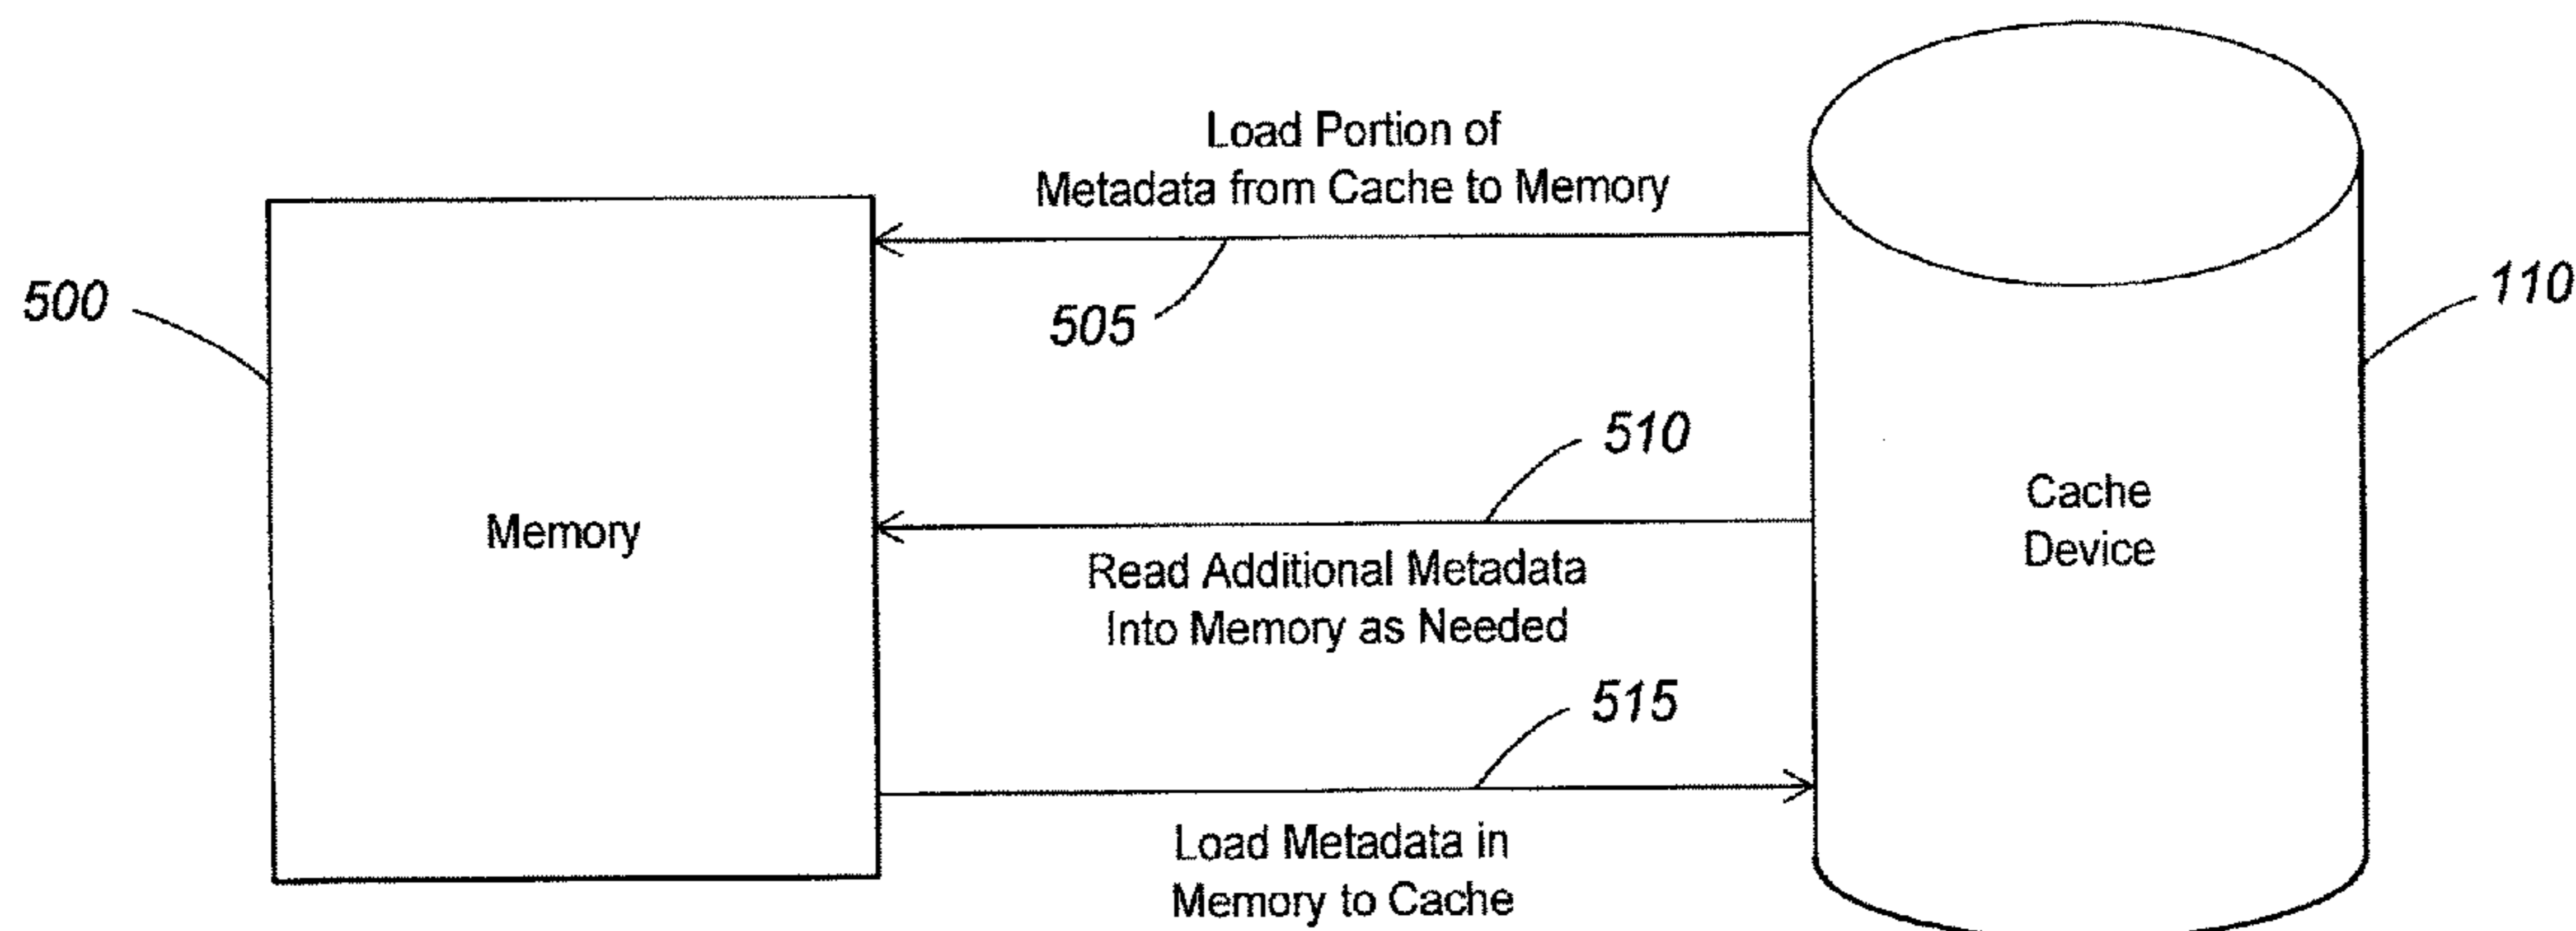 Load Portion of
Metadata from Cache to Memory
500
505
110
510
Memory
Cache
Device
Read Additional Metadata
Into Memory as Needed
515
Load Metadata in
Memory to Cache